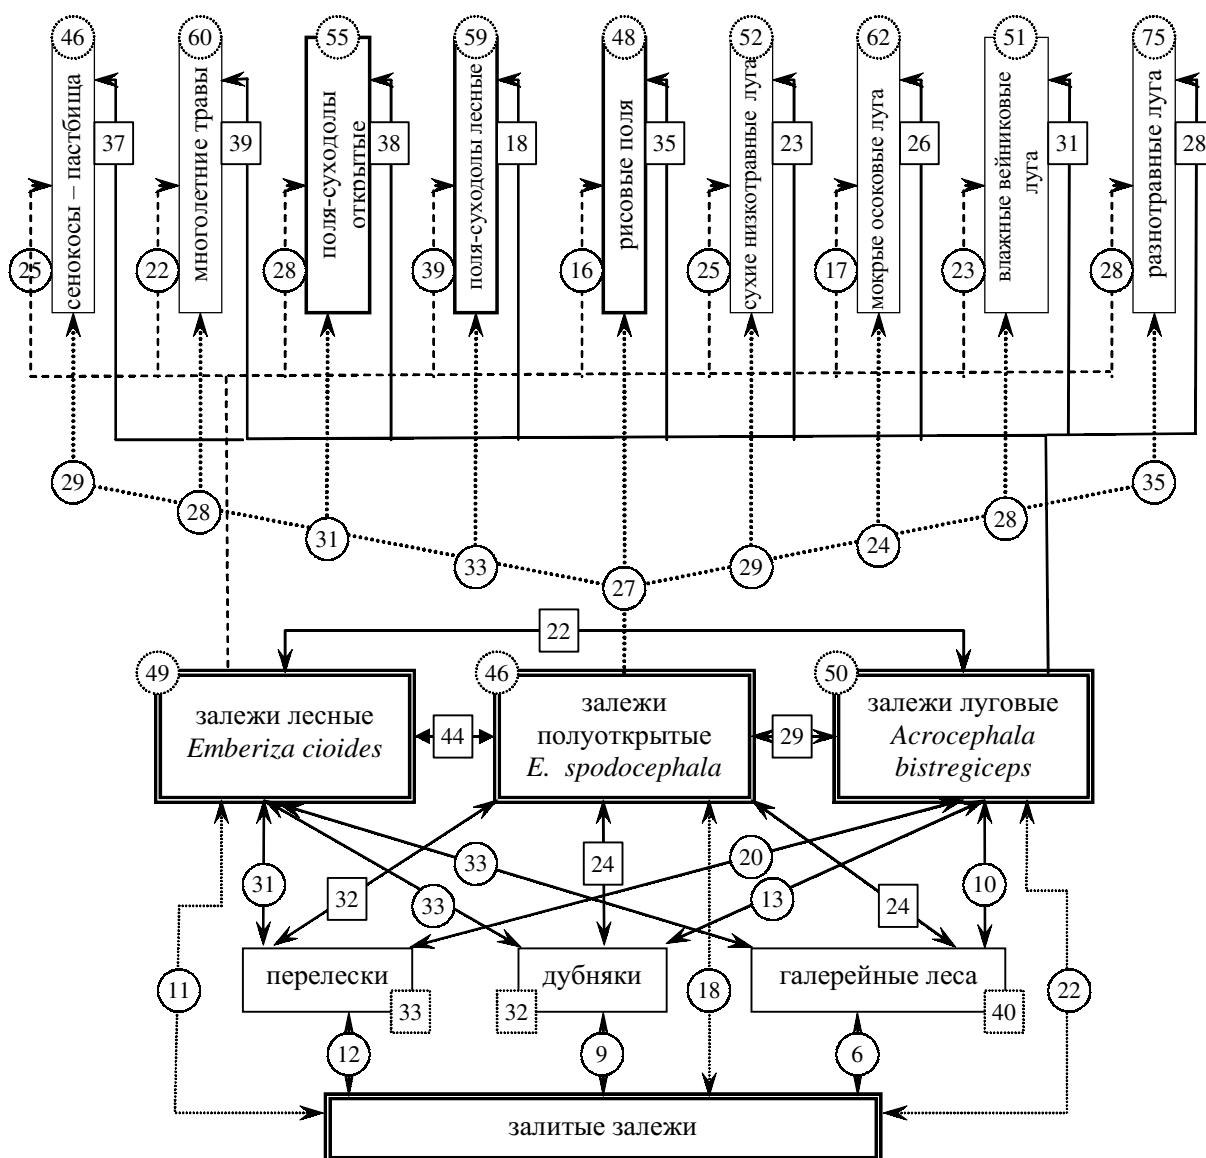 46 60 55 59 48 52 62 51 75
сенокосы – пастбища
многолетние травы
поля-суходолы
открытые
поля-суходолы лесные
рисовые поля
сухие низкотравные луга
мокрые осоковые луга
влажные вейниковые
луга
разнотравные луга
37 39 38 18 35 23 26 31 28
25 22 28 39 16 25 17 23 28
29 28 31 33 27 29 24 28 35
22
49
залежи лесные
Emberiza cioides
44
46
залежи
полуоткрытые
E. spodocephala
29
50
залежи луговые
Acrocephala
bistregiceps
31 32 33 33 24 20 13 24 10
перелески
33
дубняки
32
галерейные леса
40
11 18 22
12 9 6
залитые залежи